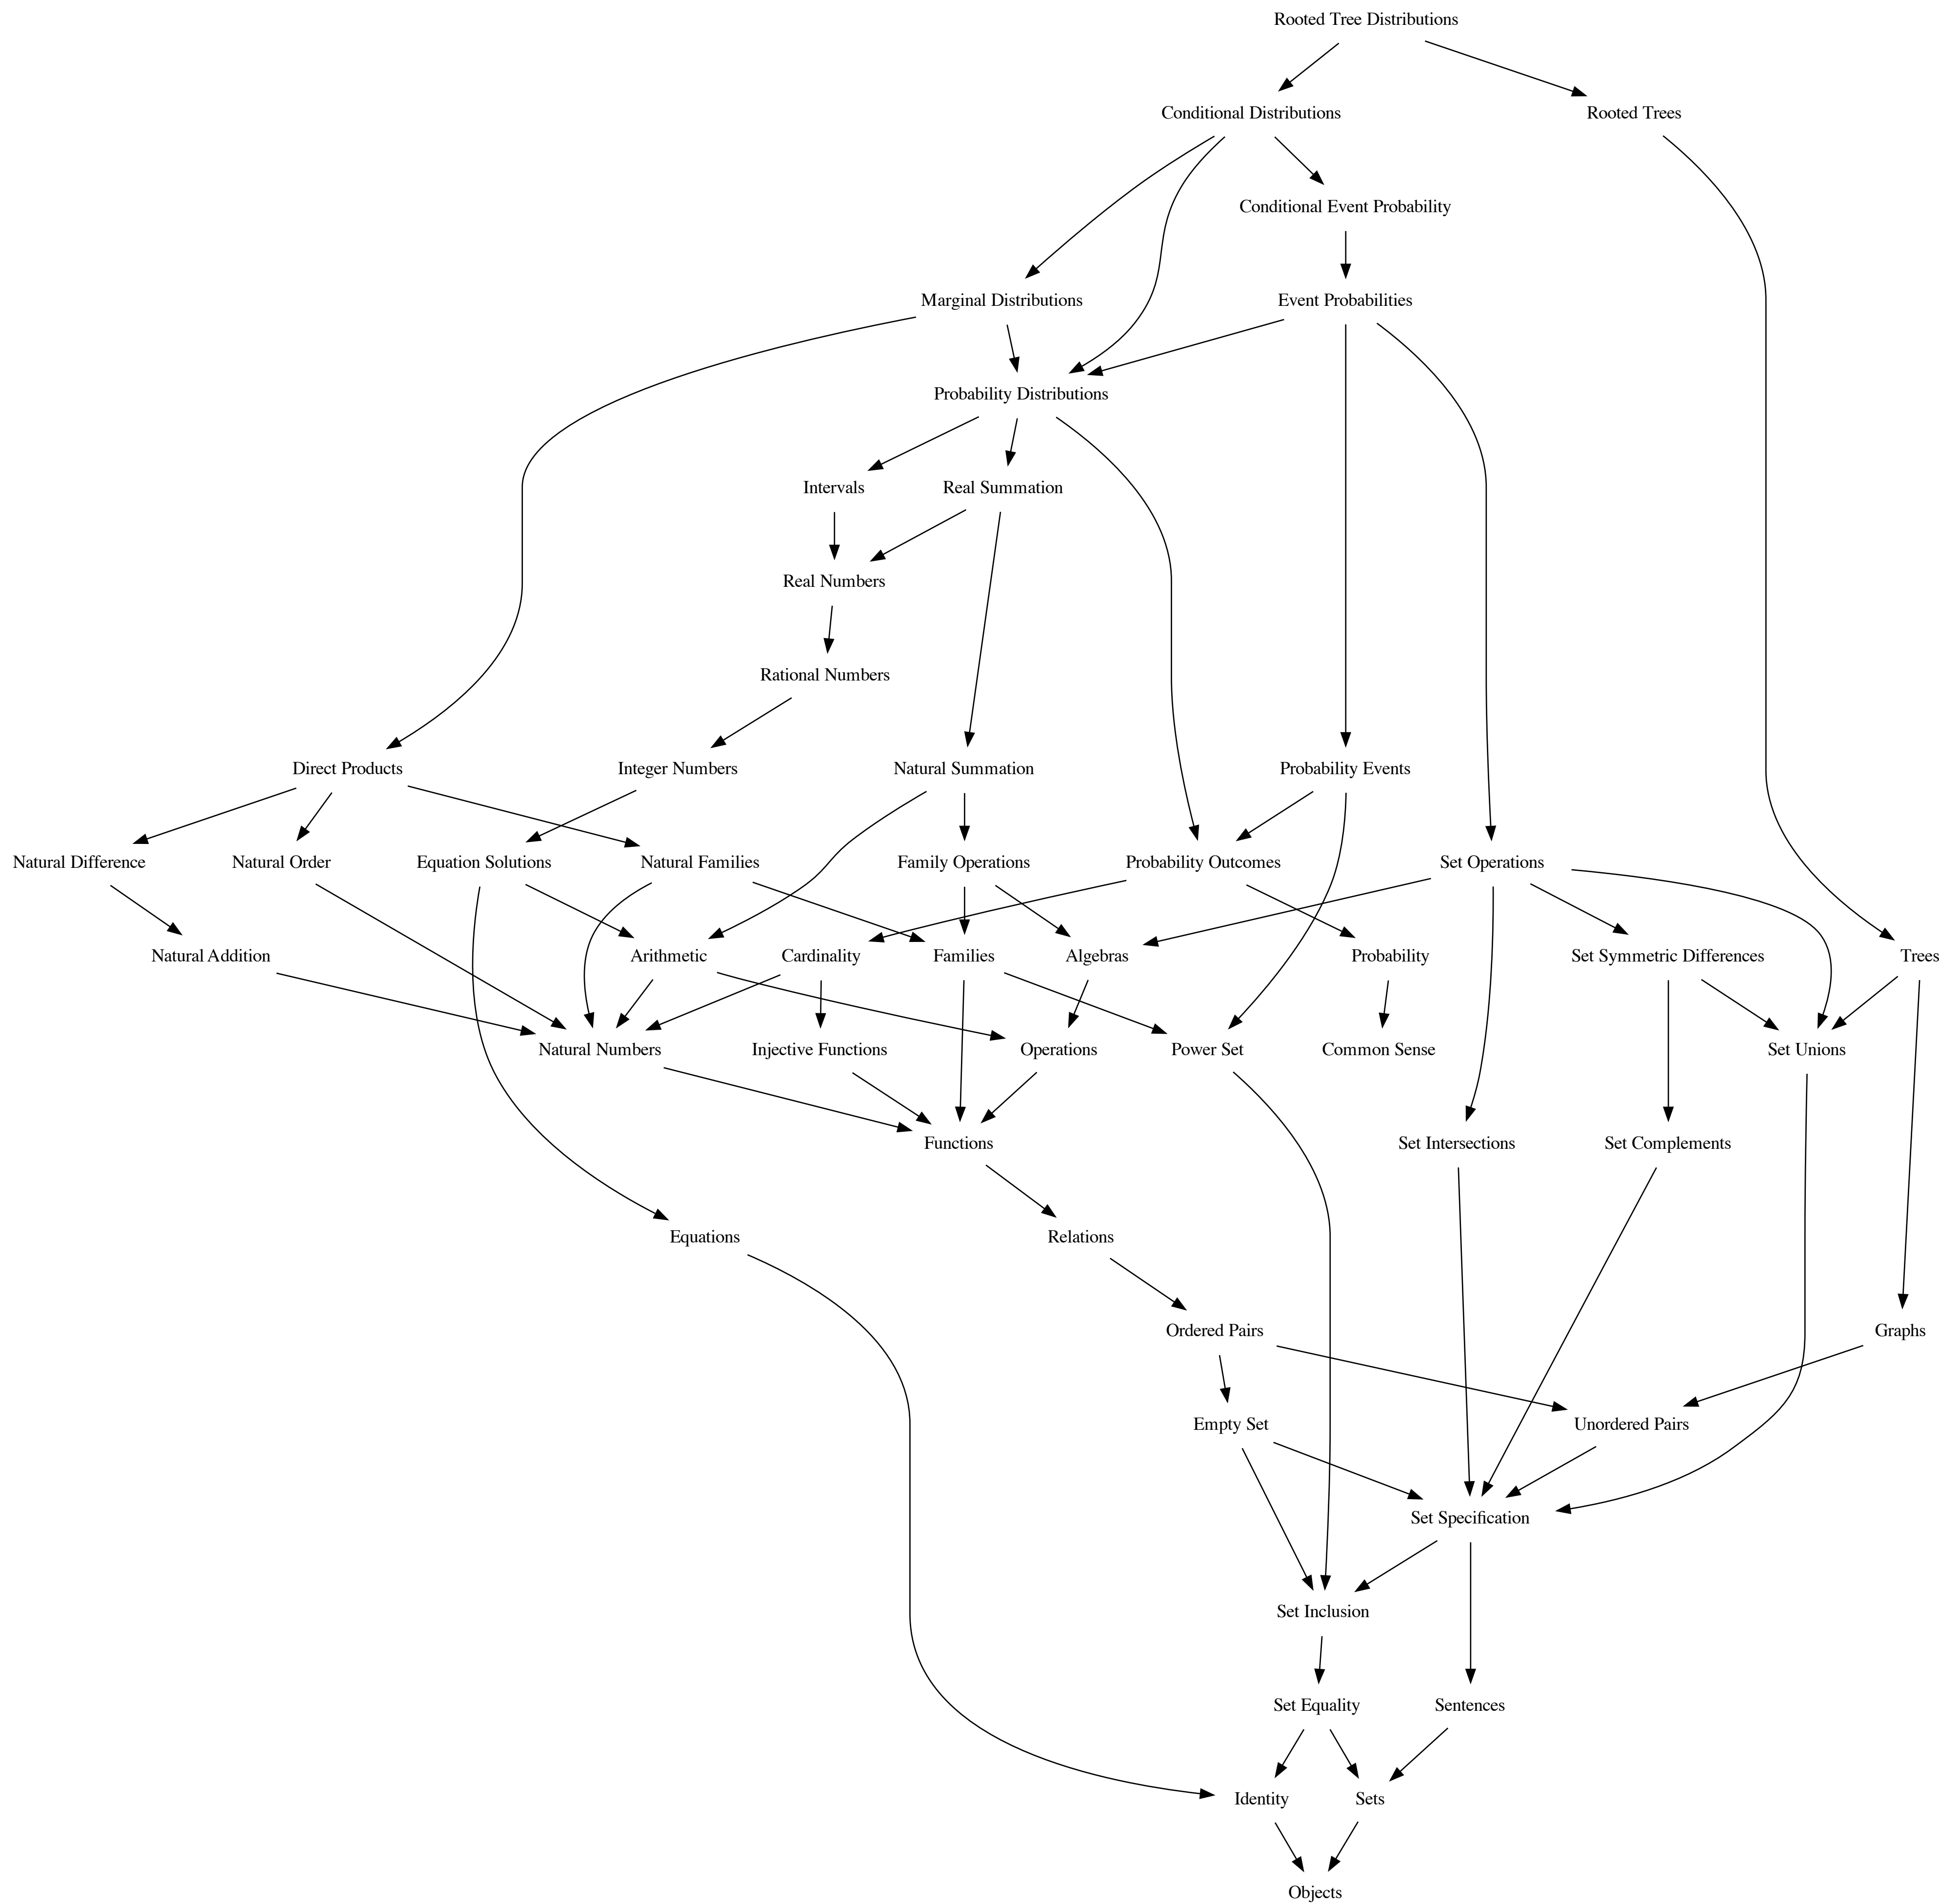 Rooted Tree Distributions
Conditional Distributions
Rooted Trees
Conditional Event Probability
Marginal Distributions
Event Probabilities
Probability Distributions
Intervals
Real Summation
Real Numbers
Rational Numbers
Direct Products
Integer Numbers
Natural Summation
Probability Events
Natural Difference
Natural Order
Equation Solutions
Natural Families
Family Operations
Probability Outcomes
Set Operations
Natural Addition
Arithmetic
Cardinality
Families
Algebras
Probability
Set Symmetric Differences
Trees
Natural Numbers
Injective Functions
Operations
Power Set
Common Sense
Set Unions
Functions
Set Intersections
Set Complements
Equations
Relations
Ordered Pairs
Graphs
Empty Set
Unordered Pairs
Set Specification
Set Inclusion
Set Equality
Sentences
Identity
Sets
Objects